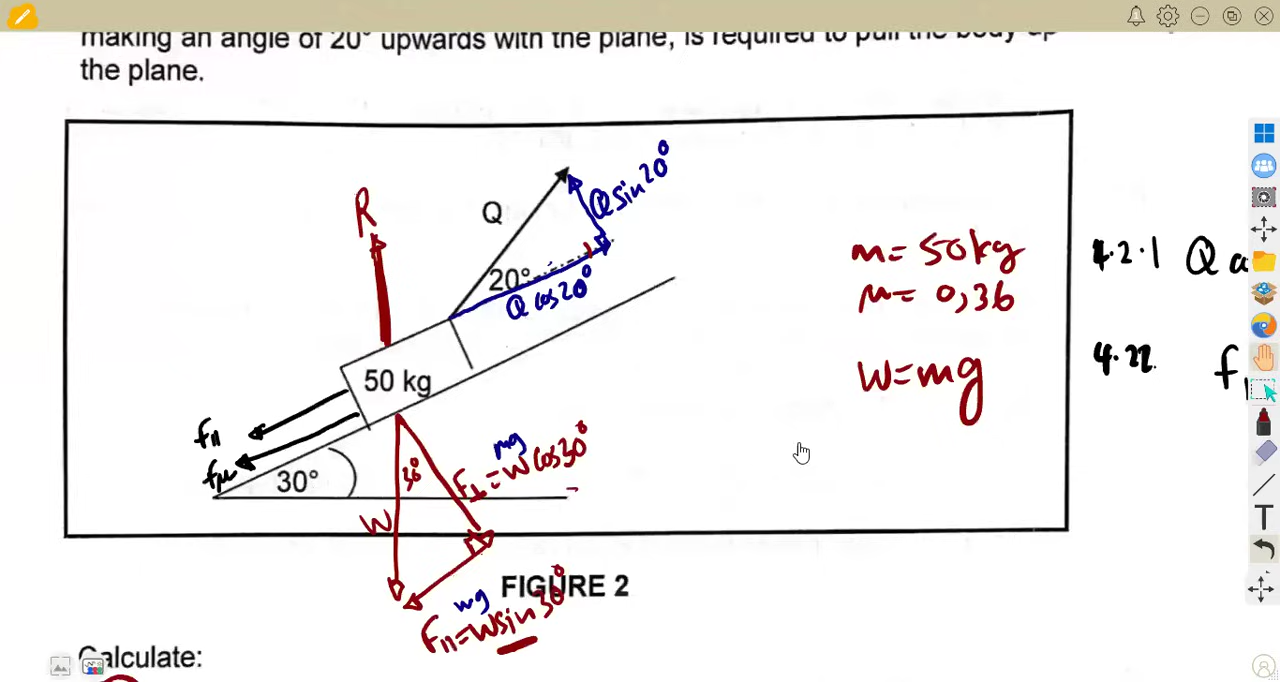 making an angle of 20° upwards with the plane, is required to pull the body up
the plane.
R
Q
Q sin 20°
20°
Q cos 20°
m = 50kg
μ = 0,36
W = mg
4.2.1 Q a
4.22. f
50 kg
f||
fμ
30°
30°
W
mg
F⊥ = W cos 30°
mg
F|| = W sin 30°
FIGURE 2
Calculate:
T